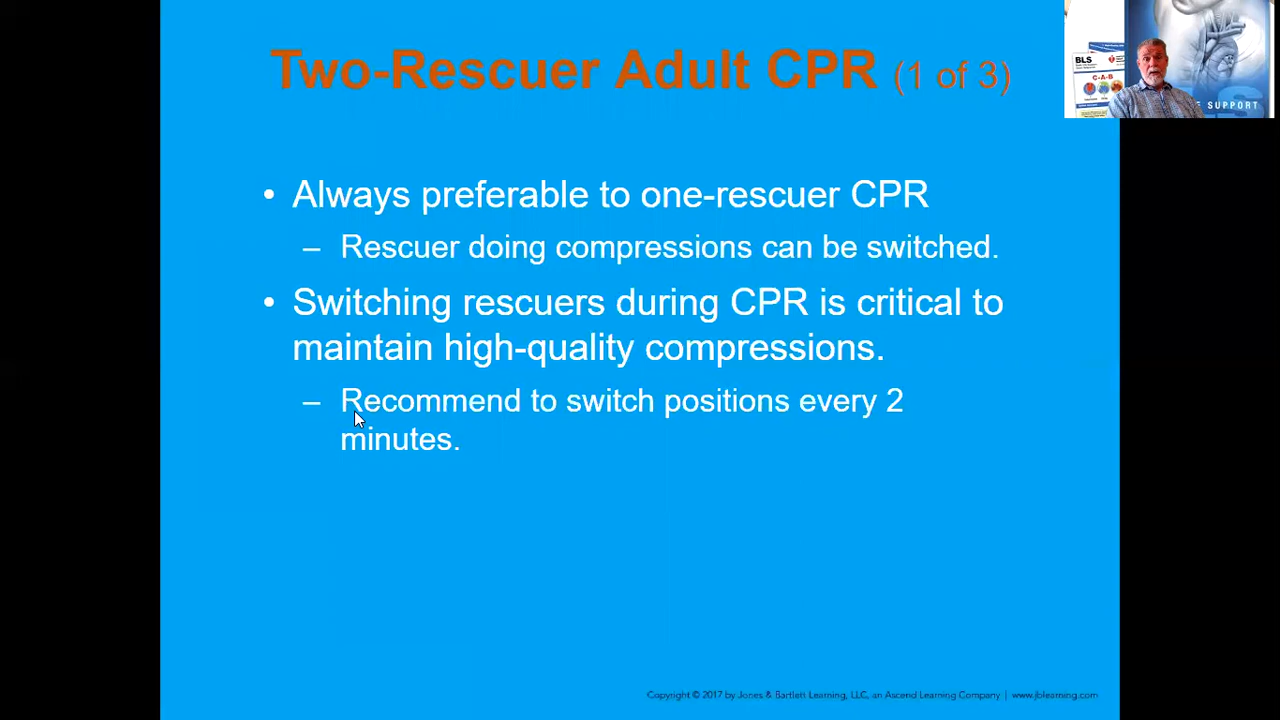 Two-Rescuer Adult CPR (1 of 3)
BLS
C-A-B
E SUPPORT
• Always preferable to one-rescuer CPR
– Rescuer doing compressions can be switched.
• Switching rescuers during CPR is critical to
maintain high-quality compressions.
– Recommend to switch positions every 2
minutes.
Copyright © 2017 by Jones & Bartlett Learning, LLC, an Ascend Learning Company | www.jblearning.com